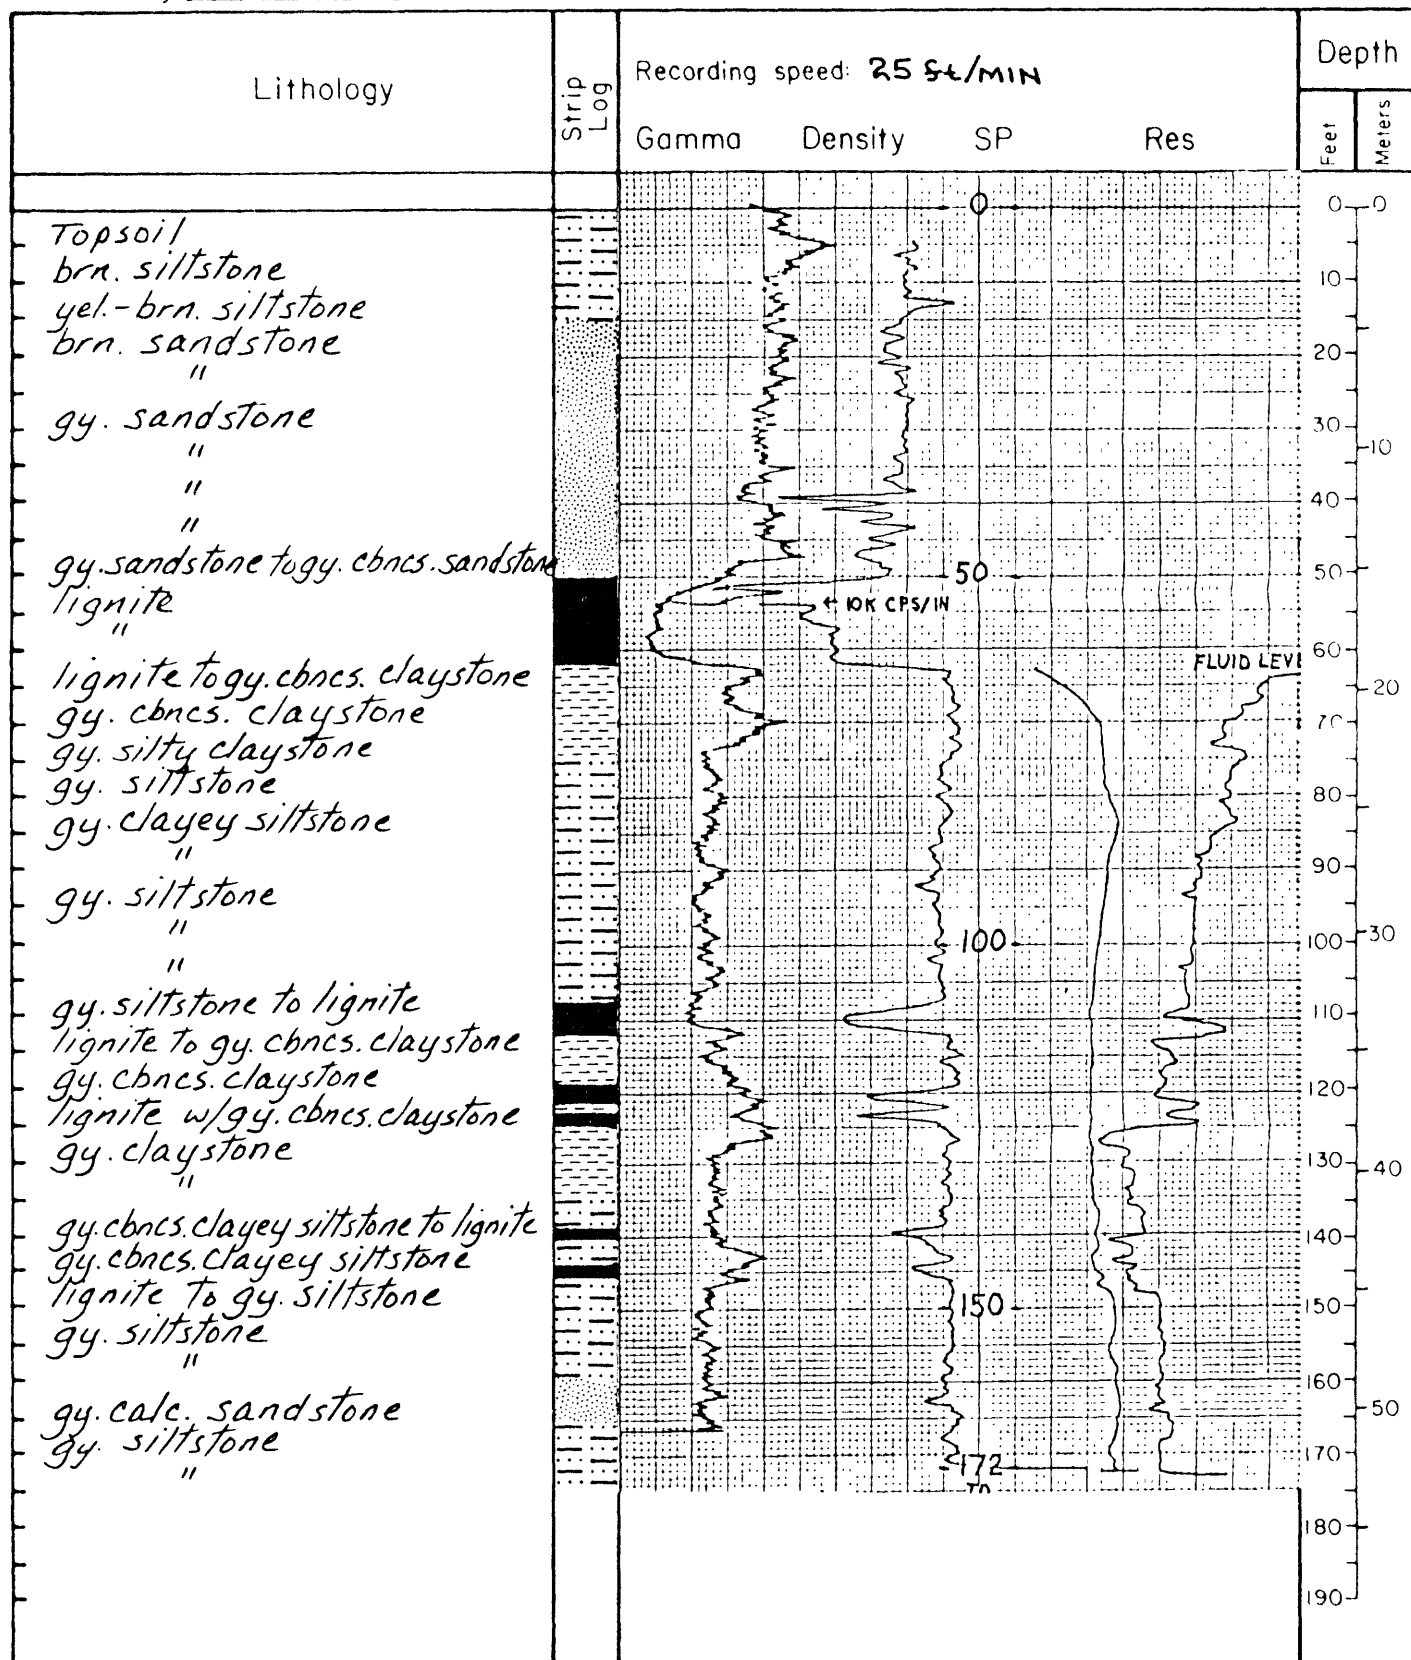 Lithology
Strip Log
Recording speed: 25 ft/MIN
Gamma Density SP Res
Depth
Feet
Meters
Topsoil
brn. siltstone
yel.-brn. siltstone
brn. sandstone
"
gy. sandstone
"
"
"
gy. sandstone to gy. cbncs. sandstone
lignite
"
lignite to gy. cbncs. claystone
gy. cbncs. claystone
gy. silty claystone
gy. siltstone
gy. clayey siltstone
"
gy. siltstone
"
"
gy. siltstone to lignite
lignite to gy. cbncs. claystone
gy. cbncs. claystone
lignite w/gy. cbncs. claystone
gy. claystone
"
gy. cbncs. clayey siltstone to lignite
gy. cbncs. clayey siltstone
lignite to gy. siltstone
gy. siltstone
"
gy. calc. sandstone
gy. siltstone
"
0
50
← 10K CPS/IN
FLUID LEVE
100
150
172
TD
0
10
20
30
40
50
60
70
80
90
100
110
120
130
140
150
160
170
180
190
0
10
20
30
40
50